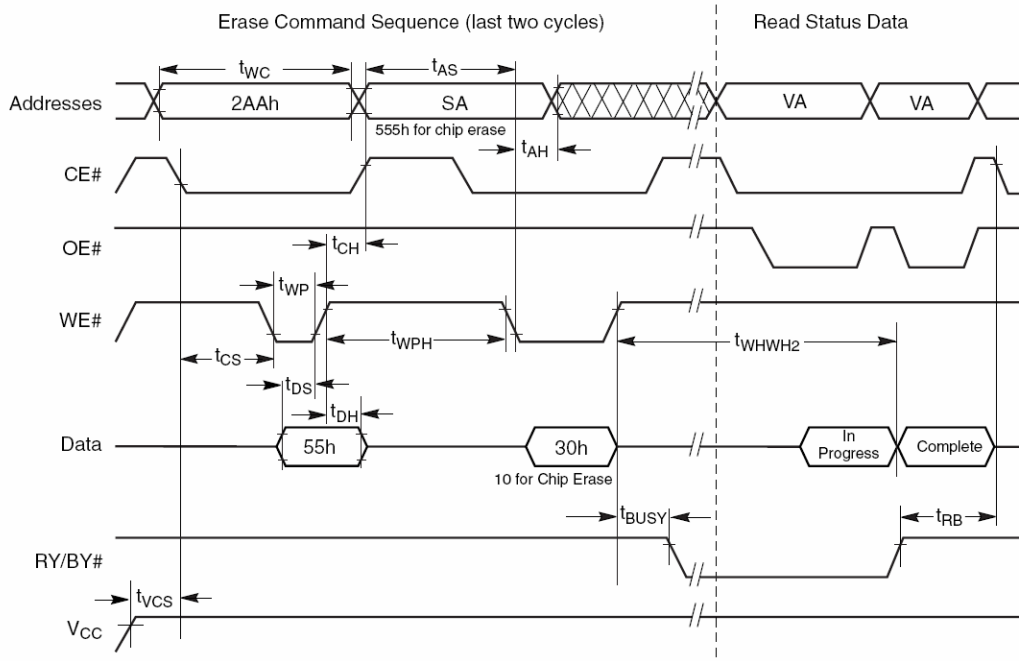 Erase Command Sequence (last two cycles)
Read Status Data
tWC
tAS
Addresses
2AAh
SA
VA
VA
555h for chip erase
tAH
CE#
OE#
tCH
tWP
WE#
tWPH
tWHWH2
tCS
tDS
tDH
Data
55h
30h
In
Progress
Complete
10 for Chip Erase
tBUSY
tRB
RY/BY#
tVCS
VCC